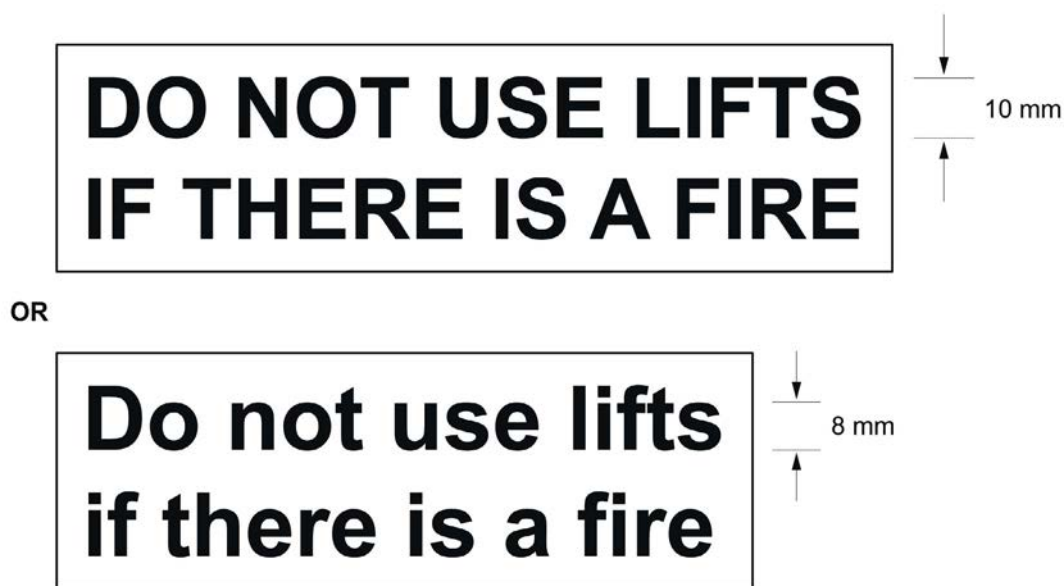 DO NOT USE LIFTS
10 mm
IF THERE IS A FIRE
OR
Do not use lifts
8 mm
if there is a fire